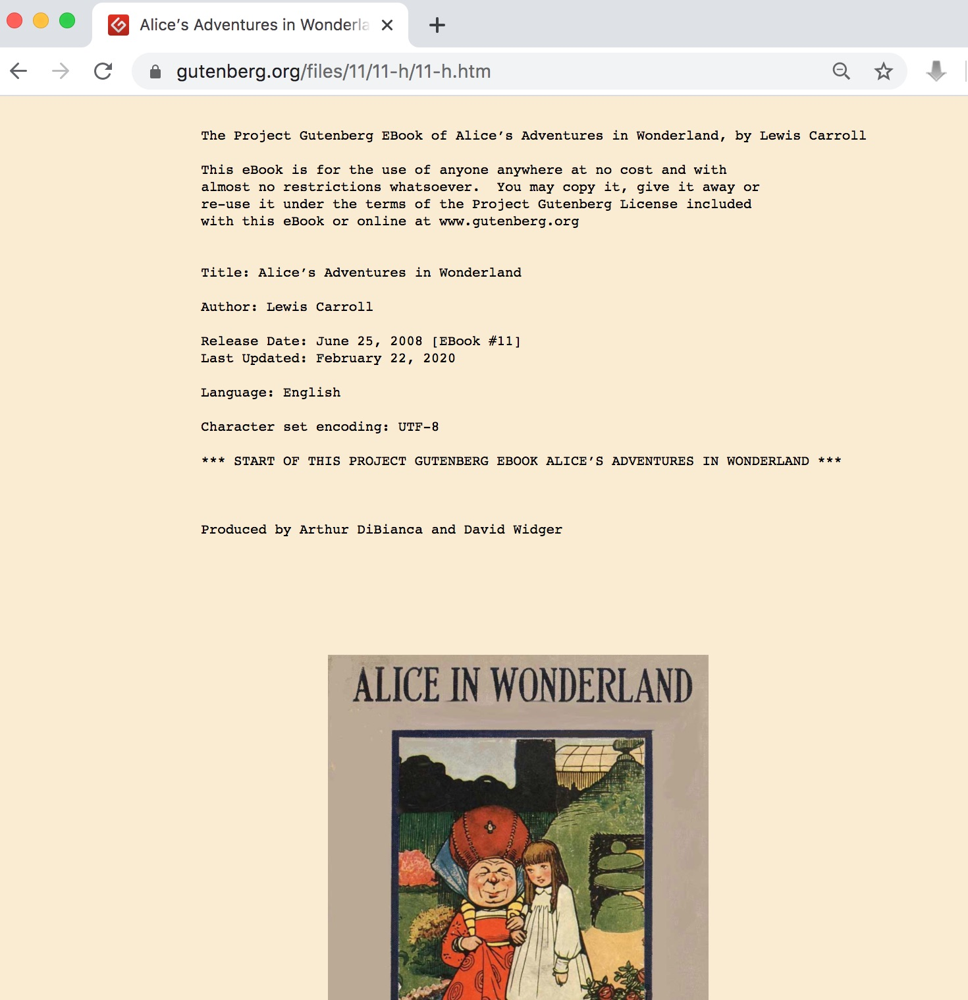 Alice’s Adventures in Wonderla
gutenberg.org/files/11/11-h/11-h.htm
The Project Gutenberg EBook of Alice’s Adventures in Wonderland, by Lewis Carroll
This eBook is for the use of anyone anywhere at no cost and with
almost no restrictions whatsoever.  You may copy it, give it away or
re-use it under the terms of the Project Gutenberg License included
with this eBook or online at www.gutenberg.org
Title: Alice’s Adventures in Wonderland
Author: Lewis Carroll
Release Date: June 25, 2008 [EBook #11]
Last Updated: February 22, 2020
Language: English
Character set encoding: UTF-8
*** START OF THIS PROJECT GUTENBERG EBOOK ALICE’S ADVENTURES IN WONDERLAND ***
Produced by Arthur DiBianca and David Widger
ALICE IN WONDERLAND